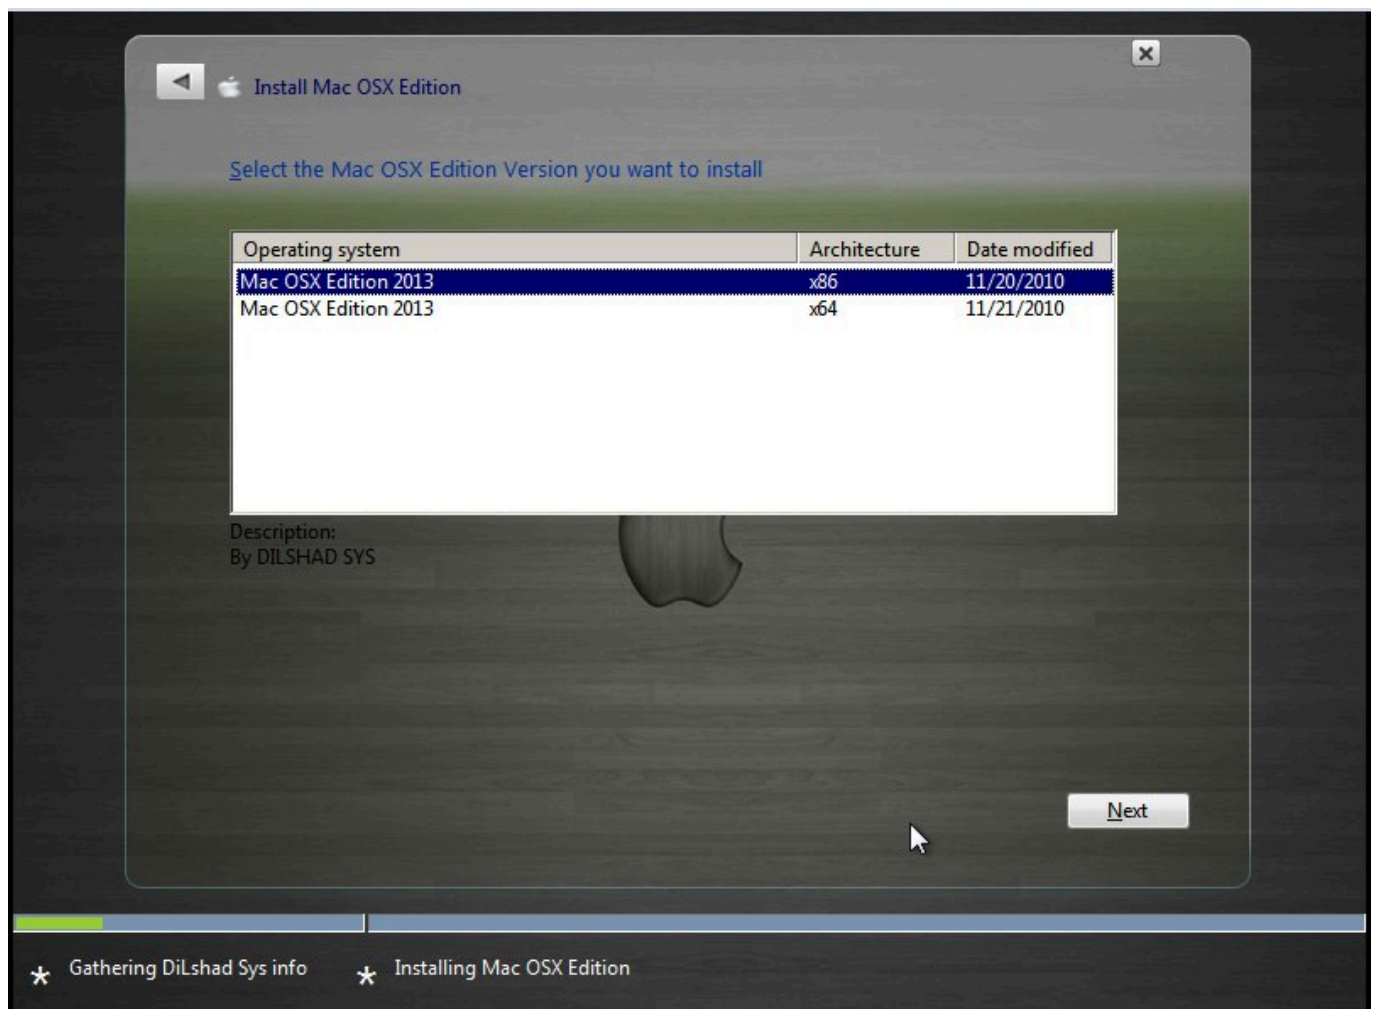 Install Mac OSX Edition
Select the Mac OSX Edition Version you want to install
Operating system Architecture Date modified
Mac OSX Edition 2013 x86 11/20/2010
Mac OSX Edition 2013 x64 11/21/2010
Description:
By DILSHAD SYS
Next
Gathering DiLshad Sys info Installing Mac OSX Edition